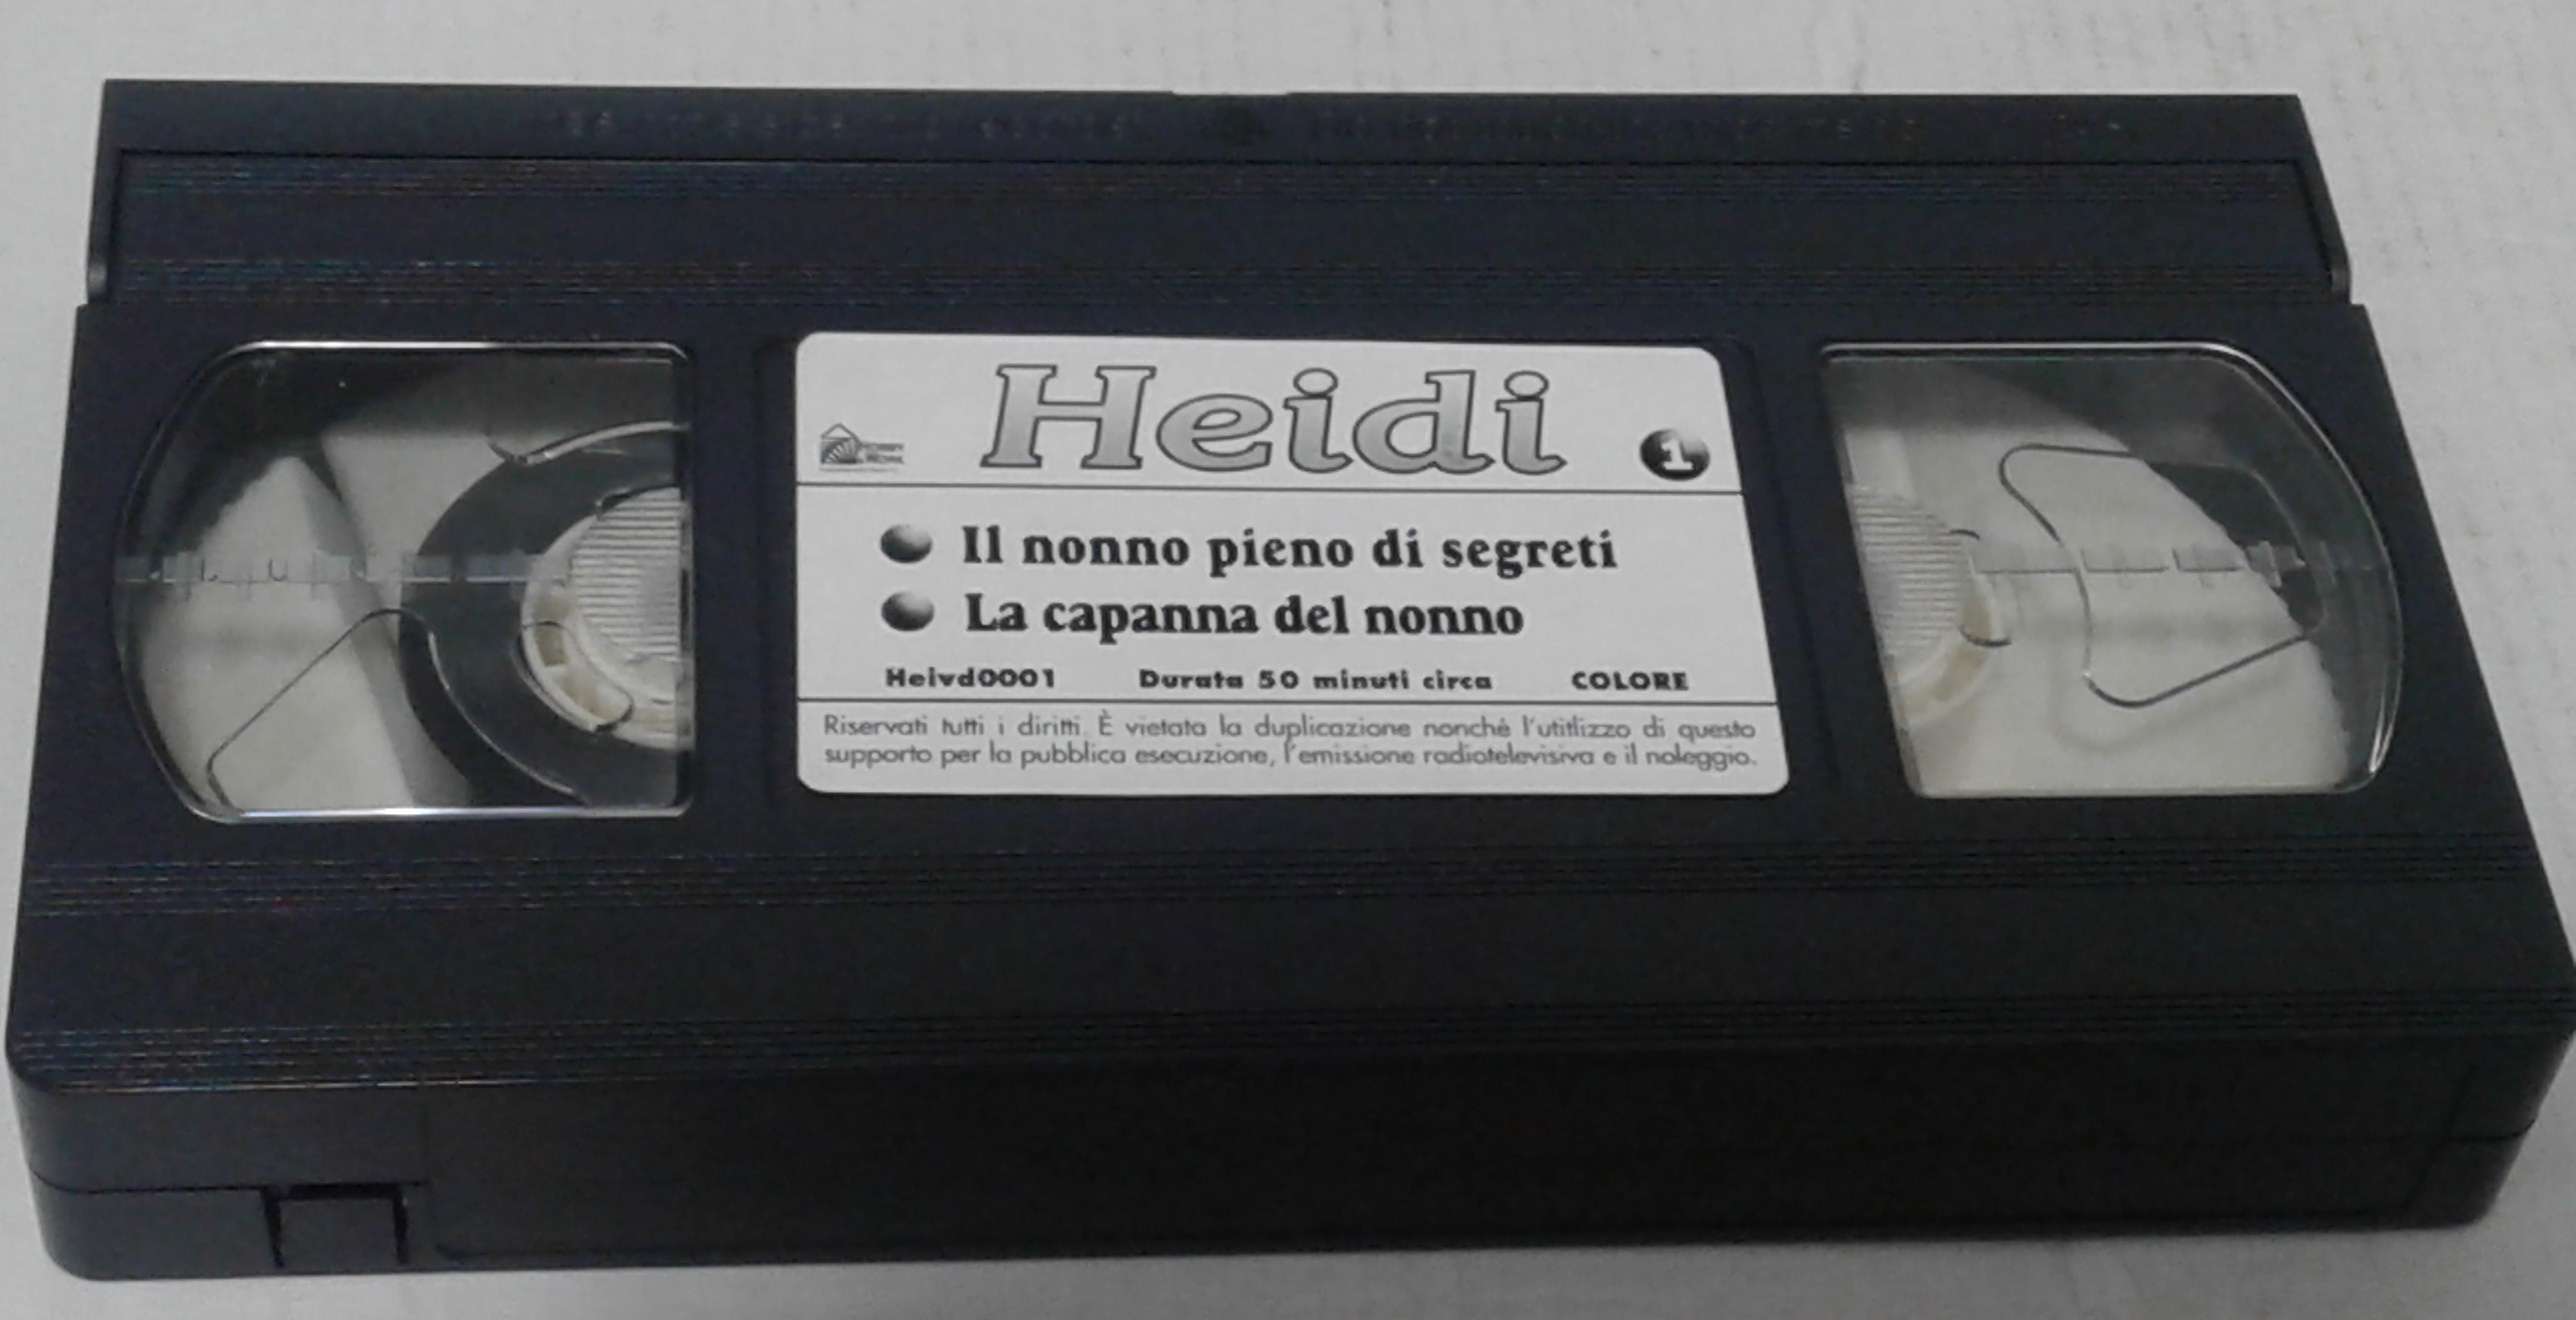 Heidi
1
Il nonno pieno di segreti
La capanna del nonno
Heivd0001 Durata 50 minuti circa COLORE
Riservati tutti i diritti. È vietata la duplicazione nonchè l'utitlizzo di questo
supporto per la pubblica esecuzione, l'emissione radiotelevisiva e il noleggio.